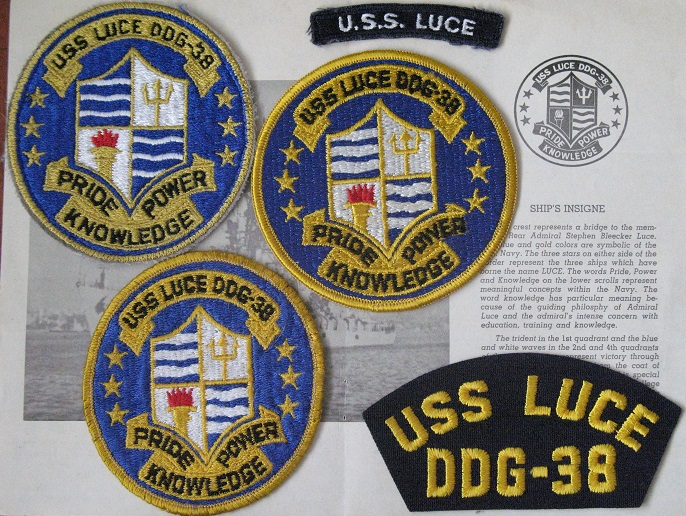 USS LUCE DDG-38
PRIDE POWER
KNOWLEDGE
U.S.S. LUCE
USS LUCE DDG-38
PRIDE POWER
KNOWLEDGE
USS LUCE DDG-38
PRIDE POWER
KNOWLEDGE
SHIP'S INSIGNE
crest represents a bridge to the mem-
Rear Admiral Stephen Bleecker Luce.
blue and gold colors are symbolic of the
Navy. The three stars on either side of the
represent the three ships which have
borne the name LUCE. The words Pride, Power
and Knowledge on the lower scrolls represent
meaningful concepts within the Navy. The
word knowledge has particular meaning be-
cause of the guiding philosphy of Admiral
Luce and the admiral's intense concern with
education, training and knowledge.
The trident in the 1st quadrant and the blue
and white waves in the 2nd and 4th quadrants
present victory through
the coat of
special
USS LUCE DDG-38
PRIDE POWER
KNOWLEDGE
USS LUCE
DDG-38